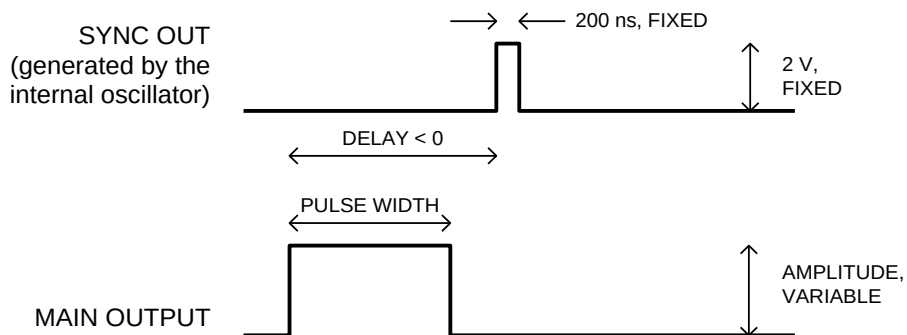 SYNC OUT
(generated by the
internal oscillator)
200 ns, FIXED
2 V,
FIXED
DELAY < 0
PULSE WIDTH
AMPLITUDE,
VARIABLE
MAIN OUTPUT